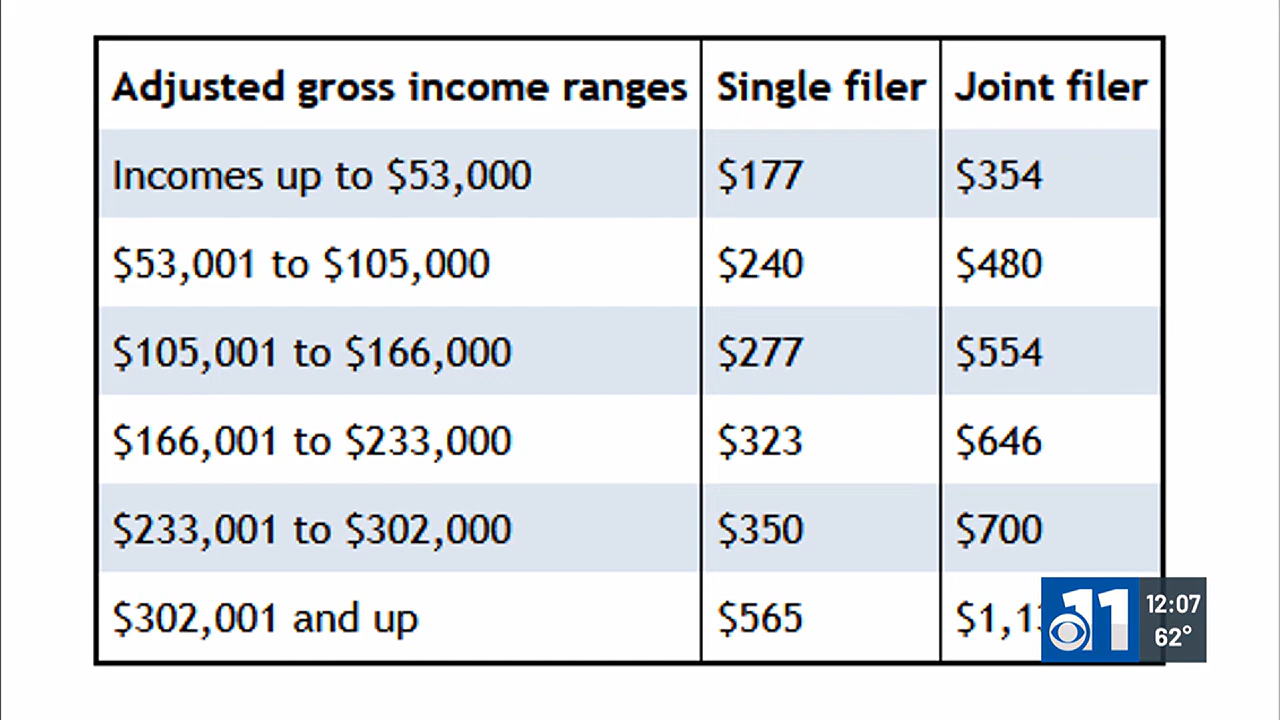 Adjusted gross income ranges Single filer Joint filer
Incomes up to $53,000 $177 $354
$53,001 to $105,000 $240 $480
$105,001 to $166,000 $277 $554
$166,001 to $233,000 $323 $646
$233,001 to $302,000 $350 $700
$302,001 and up $565
11 12:07
62°